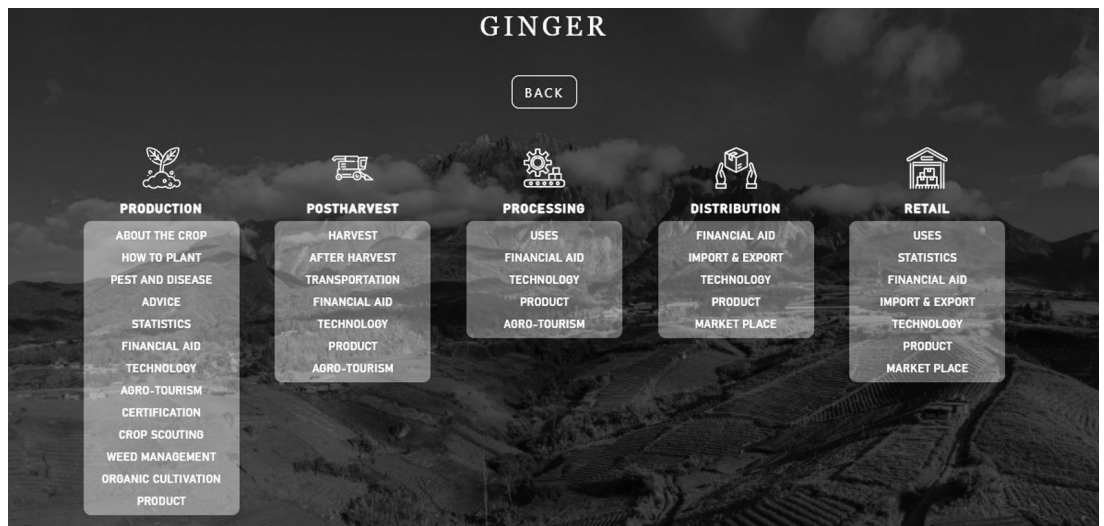 GINGER
BACK
PRODUCTION
ABOUT THE CROP
HOW TO PLANT
PEST AND DISEASE
ADVICE
STATISTICS
FINANCIAL AID
TECHNOLOGY
AGRO-TOURISM
CERTIFICATION
CROP SCOUTING
WEED MANAGEMENT
ORGANIC CULTIVATION
PRODUCT
POSTHARVEST
HARVEST
AFTER HARVEST
TRANSPORTATION
FINANCIAL AID
TECHNOLOGY
PRODUCT
AGRO-TOURISM
PROCESSING
USES
FINANCIAL AID
TECHNOLOGY
PRODUCT
AGRO-TOURISM
DISTRIBUTION
FINANCIAL AID
IMPORT & EXPORT
TECHNOLOGY
PRODUCT
MARKET PLACE
RETAIL
USES
STATISTICS
FINANCIAL AID
IMPORT & EXPORT
TECHNOLOGY
PRODUCT
MARKET PLACE